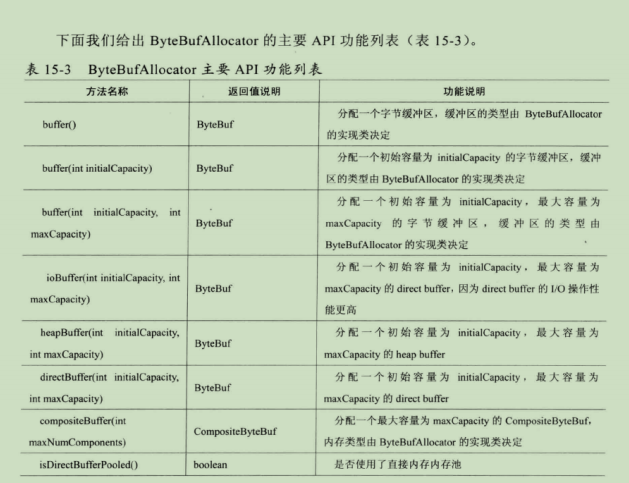 下面我们给出 ByteBufAllocator 的主要 API 功能列表（表 15-3）。
表 15-3 ByteBufAllocator 主要 API 功能列表
方法名称 返回值说明 功能说明
buffer() ByteBuf 分配一个字节缓冲区，缓冲区的类型由 ByteBufAllocator
的实现类决定
buffer(int initialCapacity) ByteBuf 分配一个初始容量为 initialCapacity 的字节缓冲区，缓冲
区的类型由 ByteBufAllocator 的实现类决定
buffer(int initialCapacity, int
maxCapacity)
ByteBuf
分配一个初始容量为 initialCapacity，最大容量为
maxCapacity 的字节缓冲区，缓冲区的类型由
ByteBufAllocator 的实现类决定
ioBuffer(int initialCapacity, int
maxCapacity)
ByteBuf
分配一个初始容量为 initialCapacity，最大容量为
maxCapacity 的 direct buffer，因为 direct buffer 的 I/O 操作性
能更高
heapBuffer(int initialCapacity,
int maxCapacity)
ByteBuf
分配一个初始容量为 initialCapacity，最大容量为
maxCapacity 的 heap buffer
directBuffer(int initialCapacity,
int maxCapacity)
ByteBuf
分配一个初始容量为 initialCapacity，最大容量为
maxCapacity 的 direct buffer
compositeBuffer(int
maxNumComponents)
CompositeByteBuf
分配一个最大容量为 maxCapacity 的 CompositeByteBuf，
内存类型由 ByteBufAllocator 的实现类决定
isDirectBufferPooled() boolean 是否使用了直接内存内存池